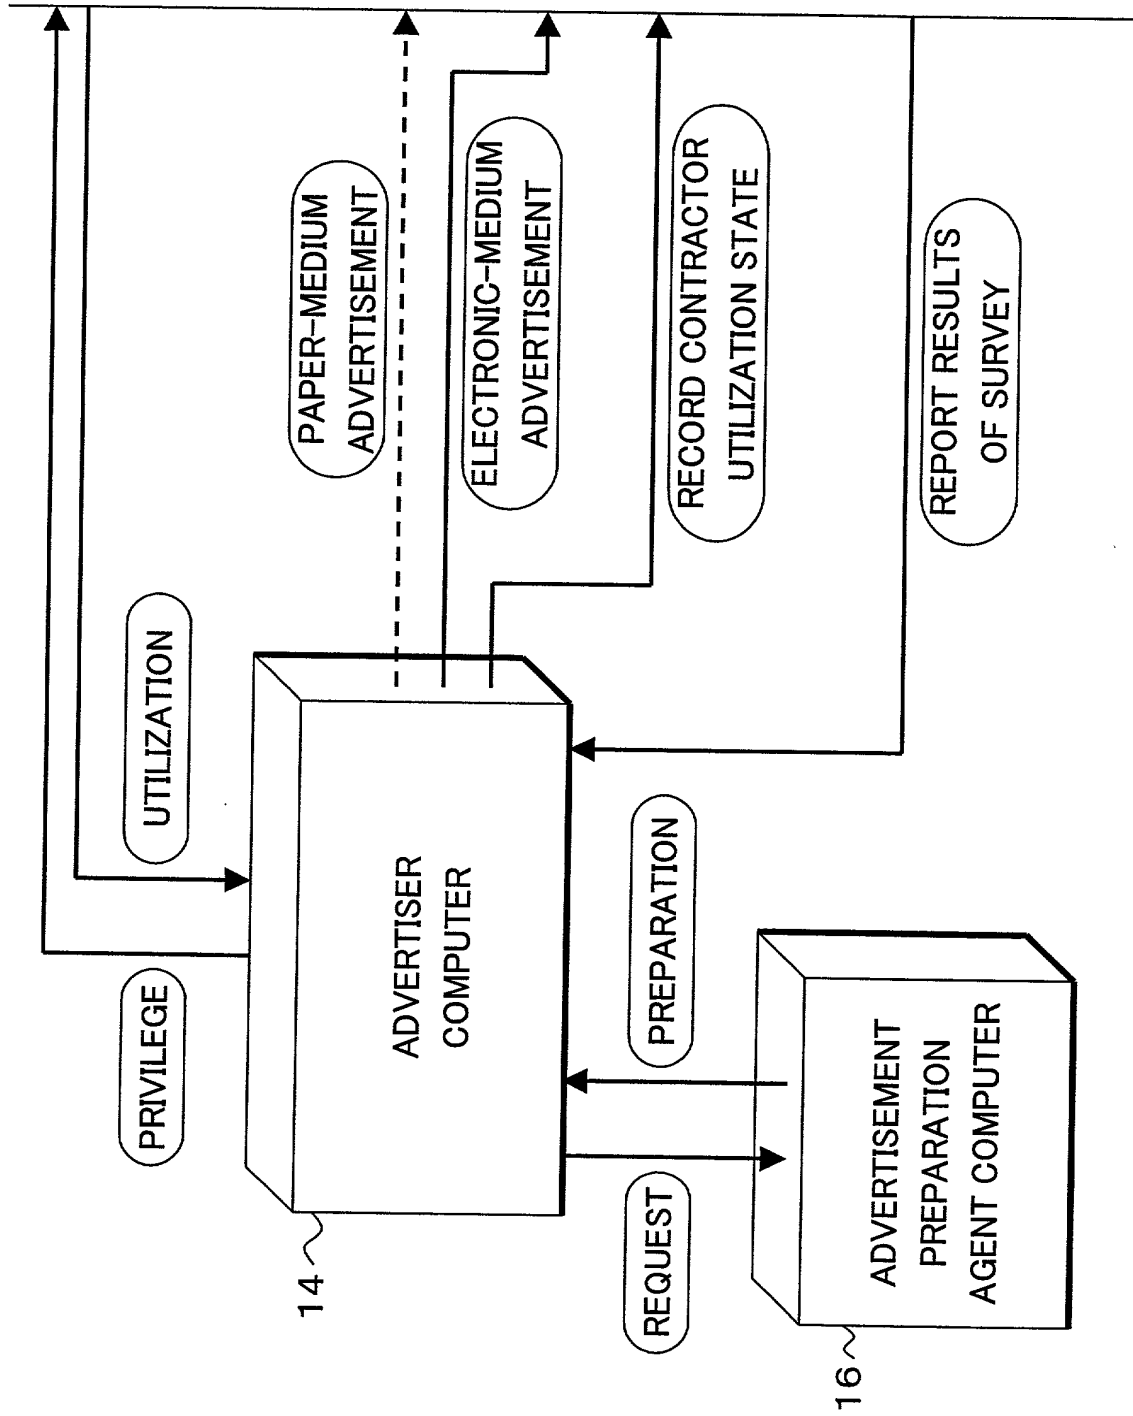 PRIVILEGE
UTILIZATION
PAPER-MEDIUM
ADVERTISEMENT
ELECTRONIC-MEDIUM
ADVERTISEMENT
RECORD CONTRACTOR
UTILIZATION STATE
REPORT RESULTS
OF SURVEY
14
ADVERTISER
COMPUTER
REQUEST
PREPARATION
16
ADVERTISEMENT
PREPARATION
AGENT COMPUTER